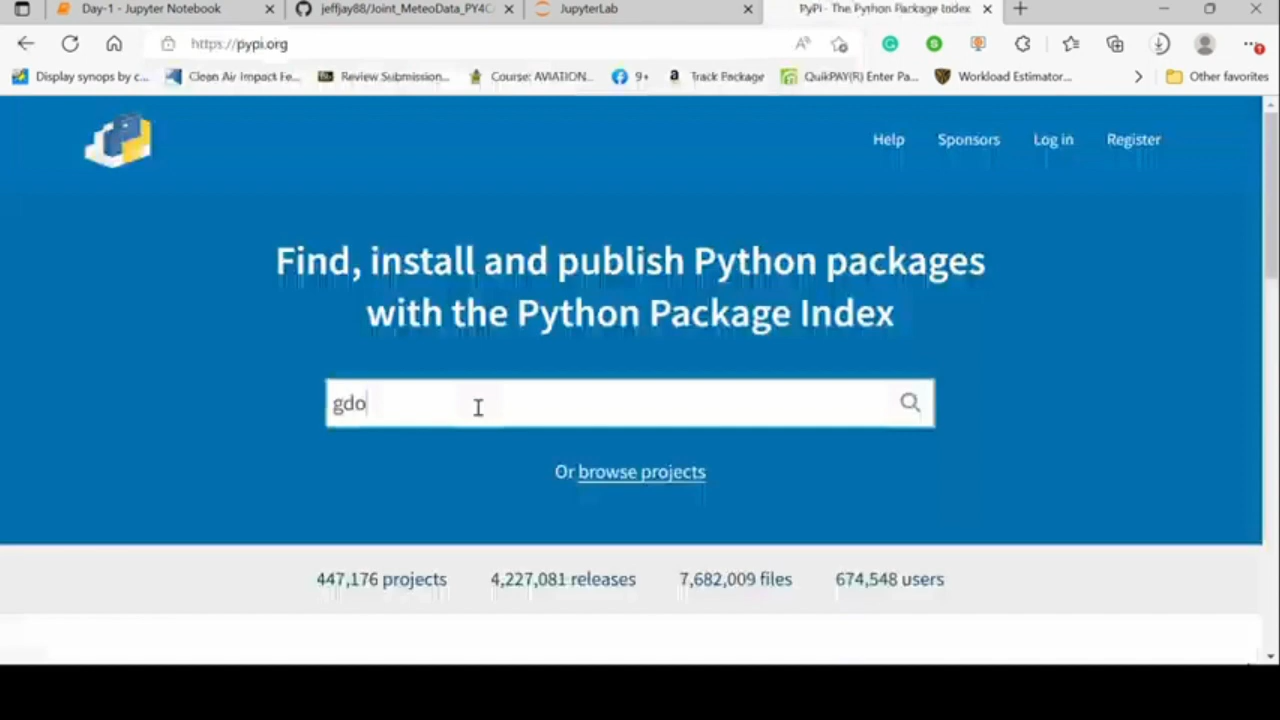 Day-1 - Jupyter Notebook
jeffjay88/Joint_MeteoData_PY4C
JupyterLab
PyPI · The Python Package Index
https://pypi.org
Display synops by c...
Clean Air Impact Fe...
Review Submission...
Course: AVIATION...
9+
Track Package
QuikPAY(R) Enter Pa...
Workload Estimator...
Other favorites
Help
Sponsors
Log in
Register
Find, install and publish Python packages
with the Python Package Index
gdo
Or browse projects
447,176 projects
4,227,081 releases
7,682,009 files
674,548 users